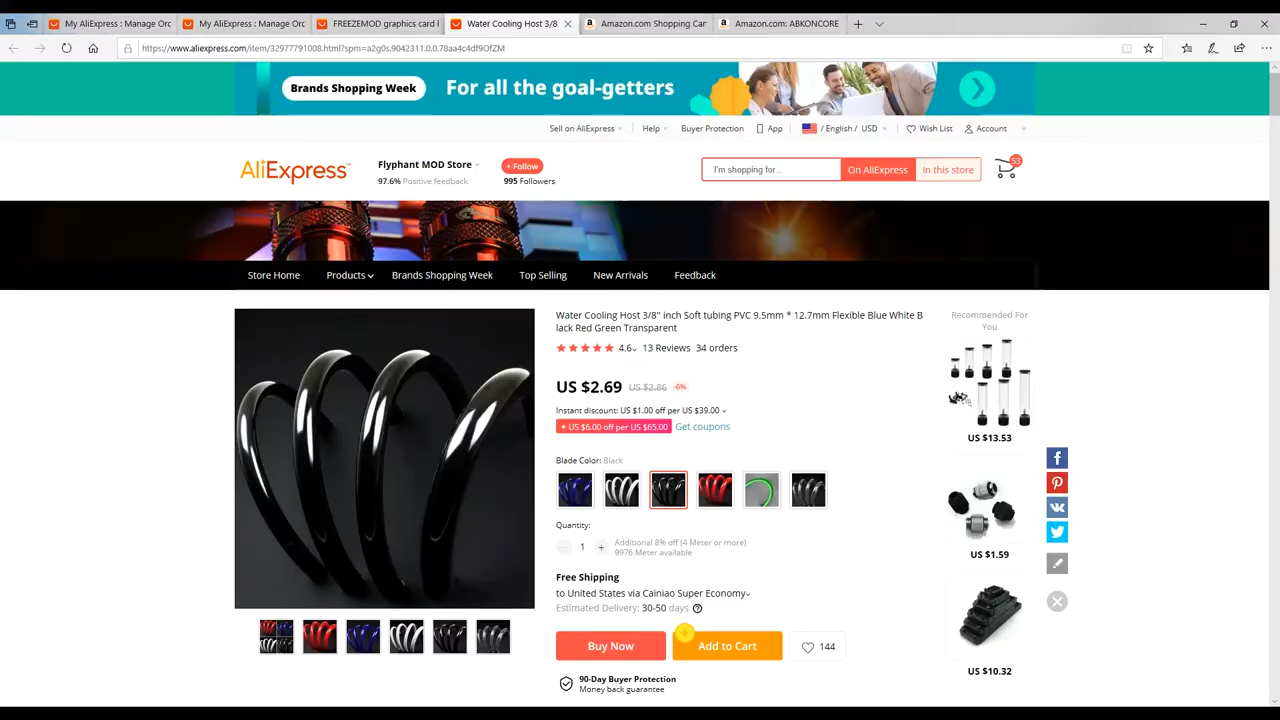 My AliExpress : Manage Orc
My AliExpress : Manage Orc
FREEZEMOD graphics card l
Water Cooling Host 3/8
Amazon.com Shopping Car
Amazon.com: ABKONCORE
https://www.aliexpress.com/item/32977791008.html?spm=a2g0s.9042311.0.0.78aa4c4df9OfZM
Brands Shopping Week
For all the goal-getters
Sell on AliExpress
Help
Buyer Protection
App
/ English / USD
Wish List
Account
AliExpress™
Flyphant MOD Store
97.6% Positive feedback
+ Follow
995 Followers
I'm shopping for...
On AliExpress
In this store
53
Store Home
Products
Brands Shopping Week
Top Selling
New Arrivals
Feedback
Water Cooling Host 3/8'' inch Soft tubing PVC 9.5mm * 12.7mm Flexible Blue White B
lack Red Green Transparent
4.6
13 Reviews
34 orders
US $2.69
US $2.86
-6%
Instant discount: US $1.00 off per US $39.00
+ US $6.00 off per US $65.00
Get coupons
Blade Color: Black
Quantity:
1
+
Additional 8% off (4 Meter or more)
9976 Meter available
Free Shipping
to United States via Cainiao Super Economy
Estimated Delivery: 30-50 days
Buy Now
Add to Cart
144
90-Day Buyer Protection
Money back guarantee
Recommended For
You
US $13.53
US $1.59
US $10.32